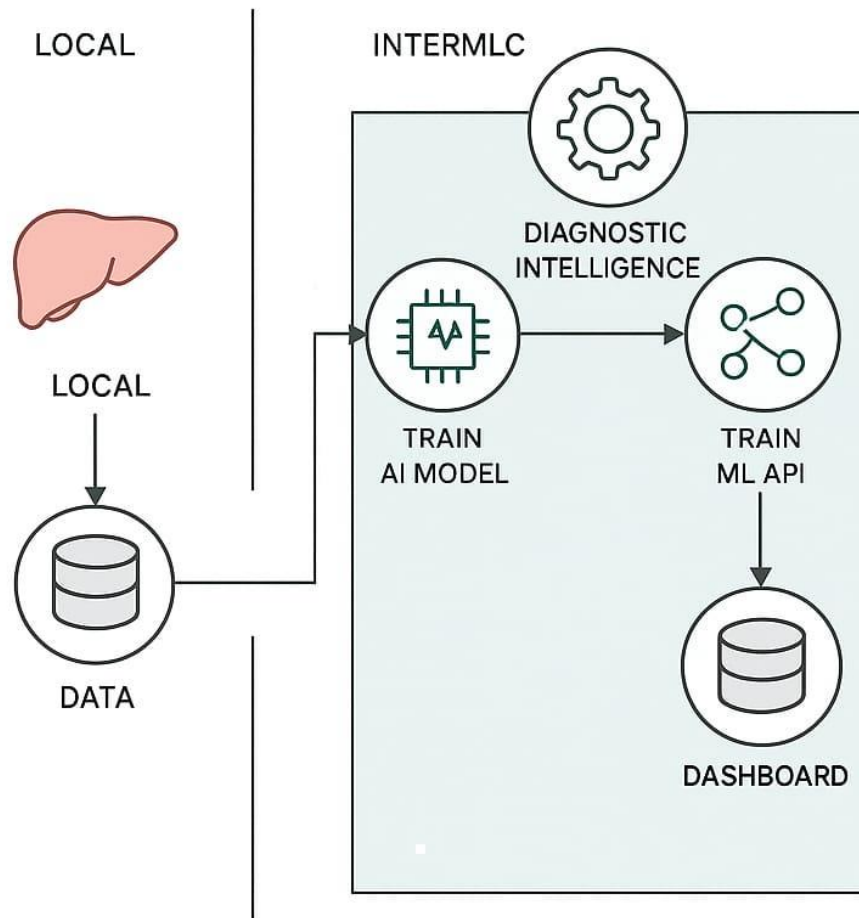 LOCAL
INTERMLC
DIAGNOSTIC
INTELLIGENCE
LOCAL
TRAIN
AI MODEL
TRAIN
ML API
DATA
DASHBOARD